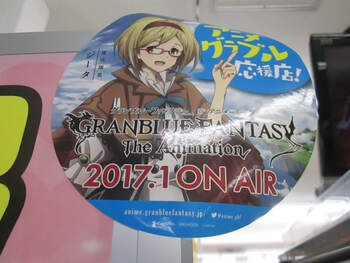 アニメ
グラブル
応援店!
ジータ
GRANBLUE FANTASY
The Animation
2017.1 ON AIR
anime.granbluefantasy.jp/